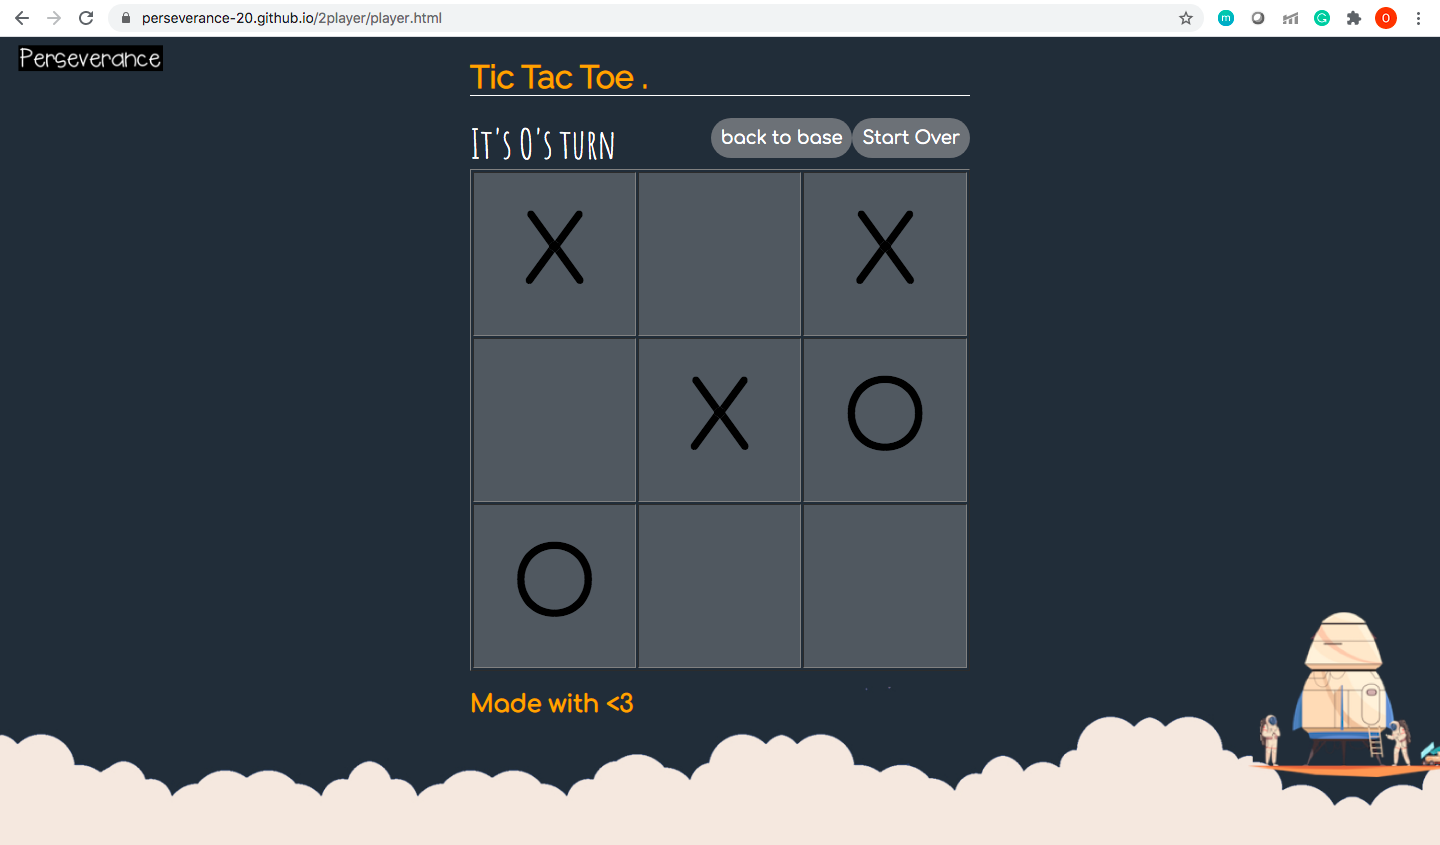 perseverance-20.github.io/2player/player.html
m
G
O
Perseverance
Tic Tac Toe .
It's O's turn
back to base
Start Over
X X
X O
O
Made with <3